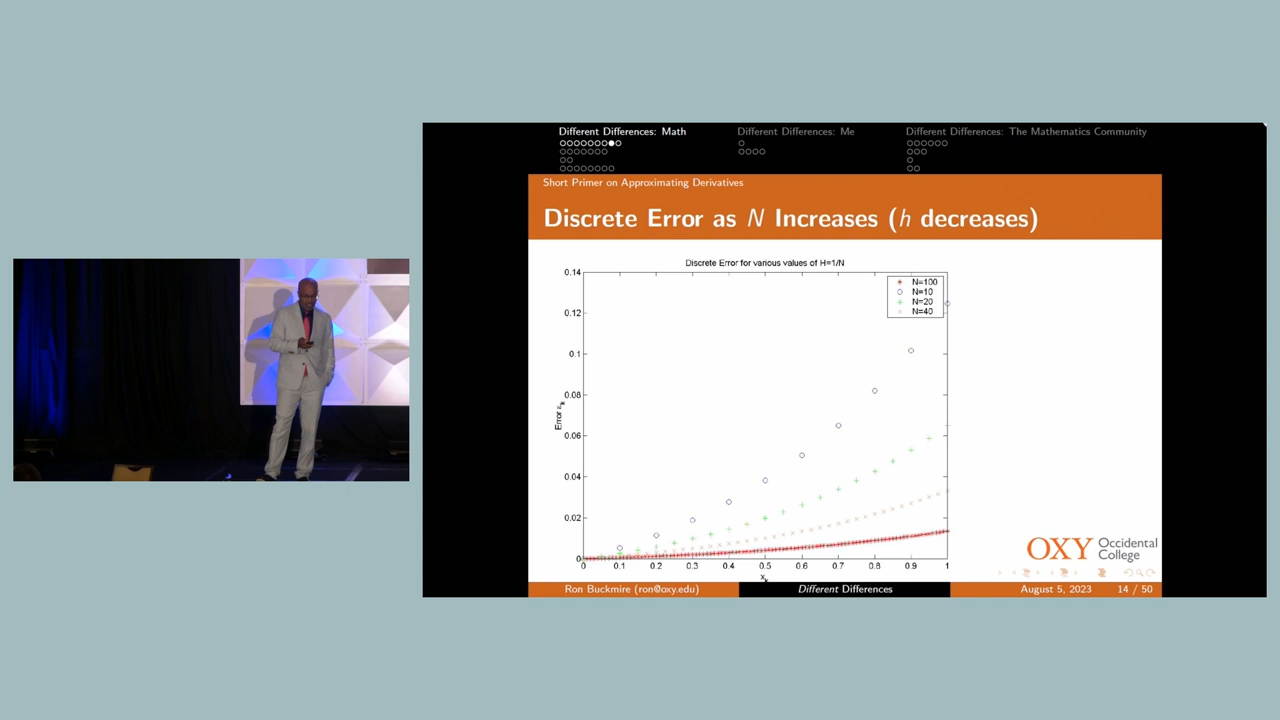 Different Differences: Math
Different Differences: Me
Different Differences: The Mathematics Community
Short Primer on Approximating Derivatives
Discrete Error as N Increases (h decreases)
Discrete Error for various values of H=1/N
N=100
N=10
N=20
N=40
0.14
0.12
0.1
0.08
0.06
0.04
0.02
0
Error ε_k
0 0.1 0.2 0.3 0.4 0.5 0.6 0.7 0.8 0.9 1
x_k
OXY Occidental
College
Ron Buckmire (ron@oxy.edu)
Different Differences
August 5, 2023
14 / 50